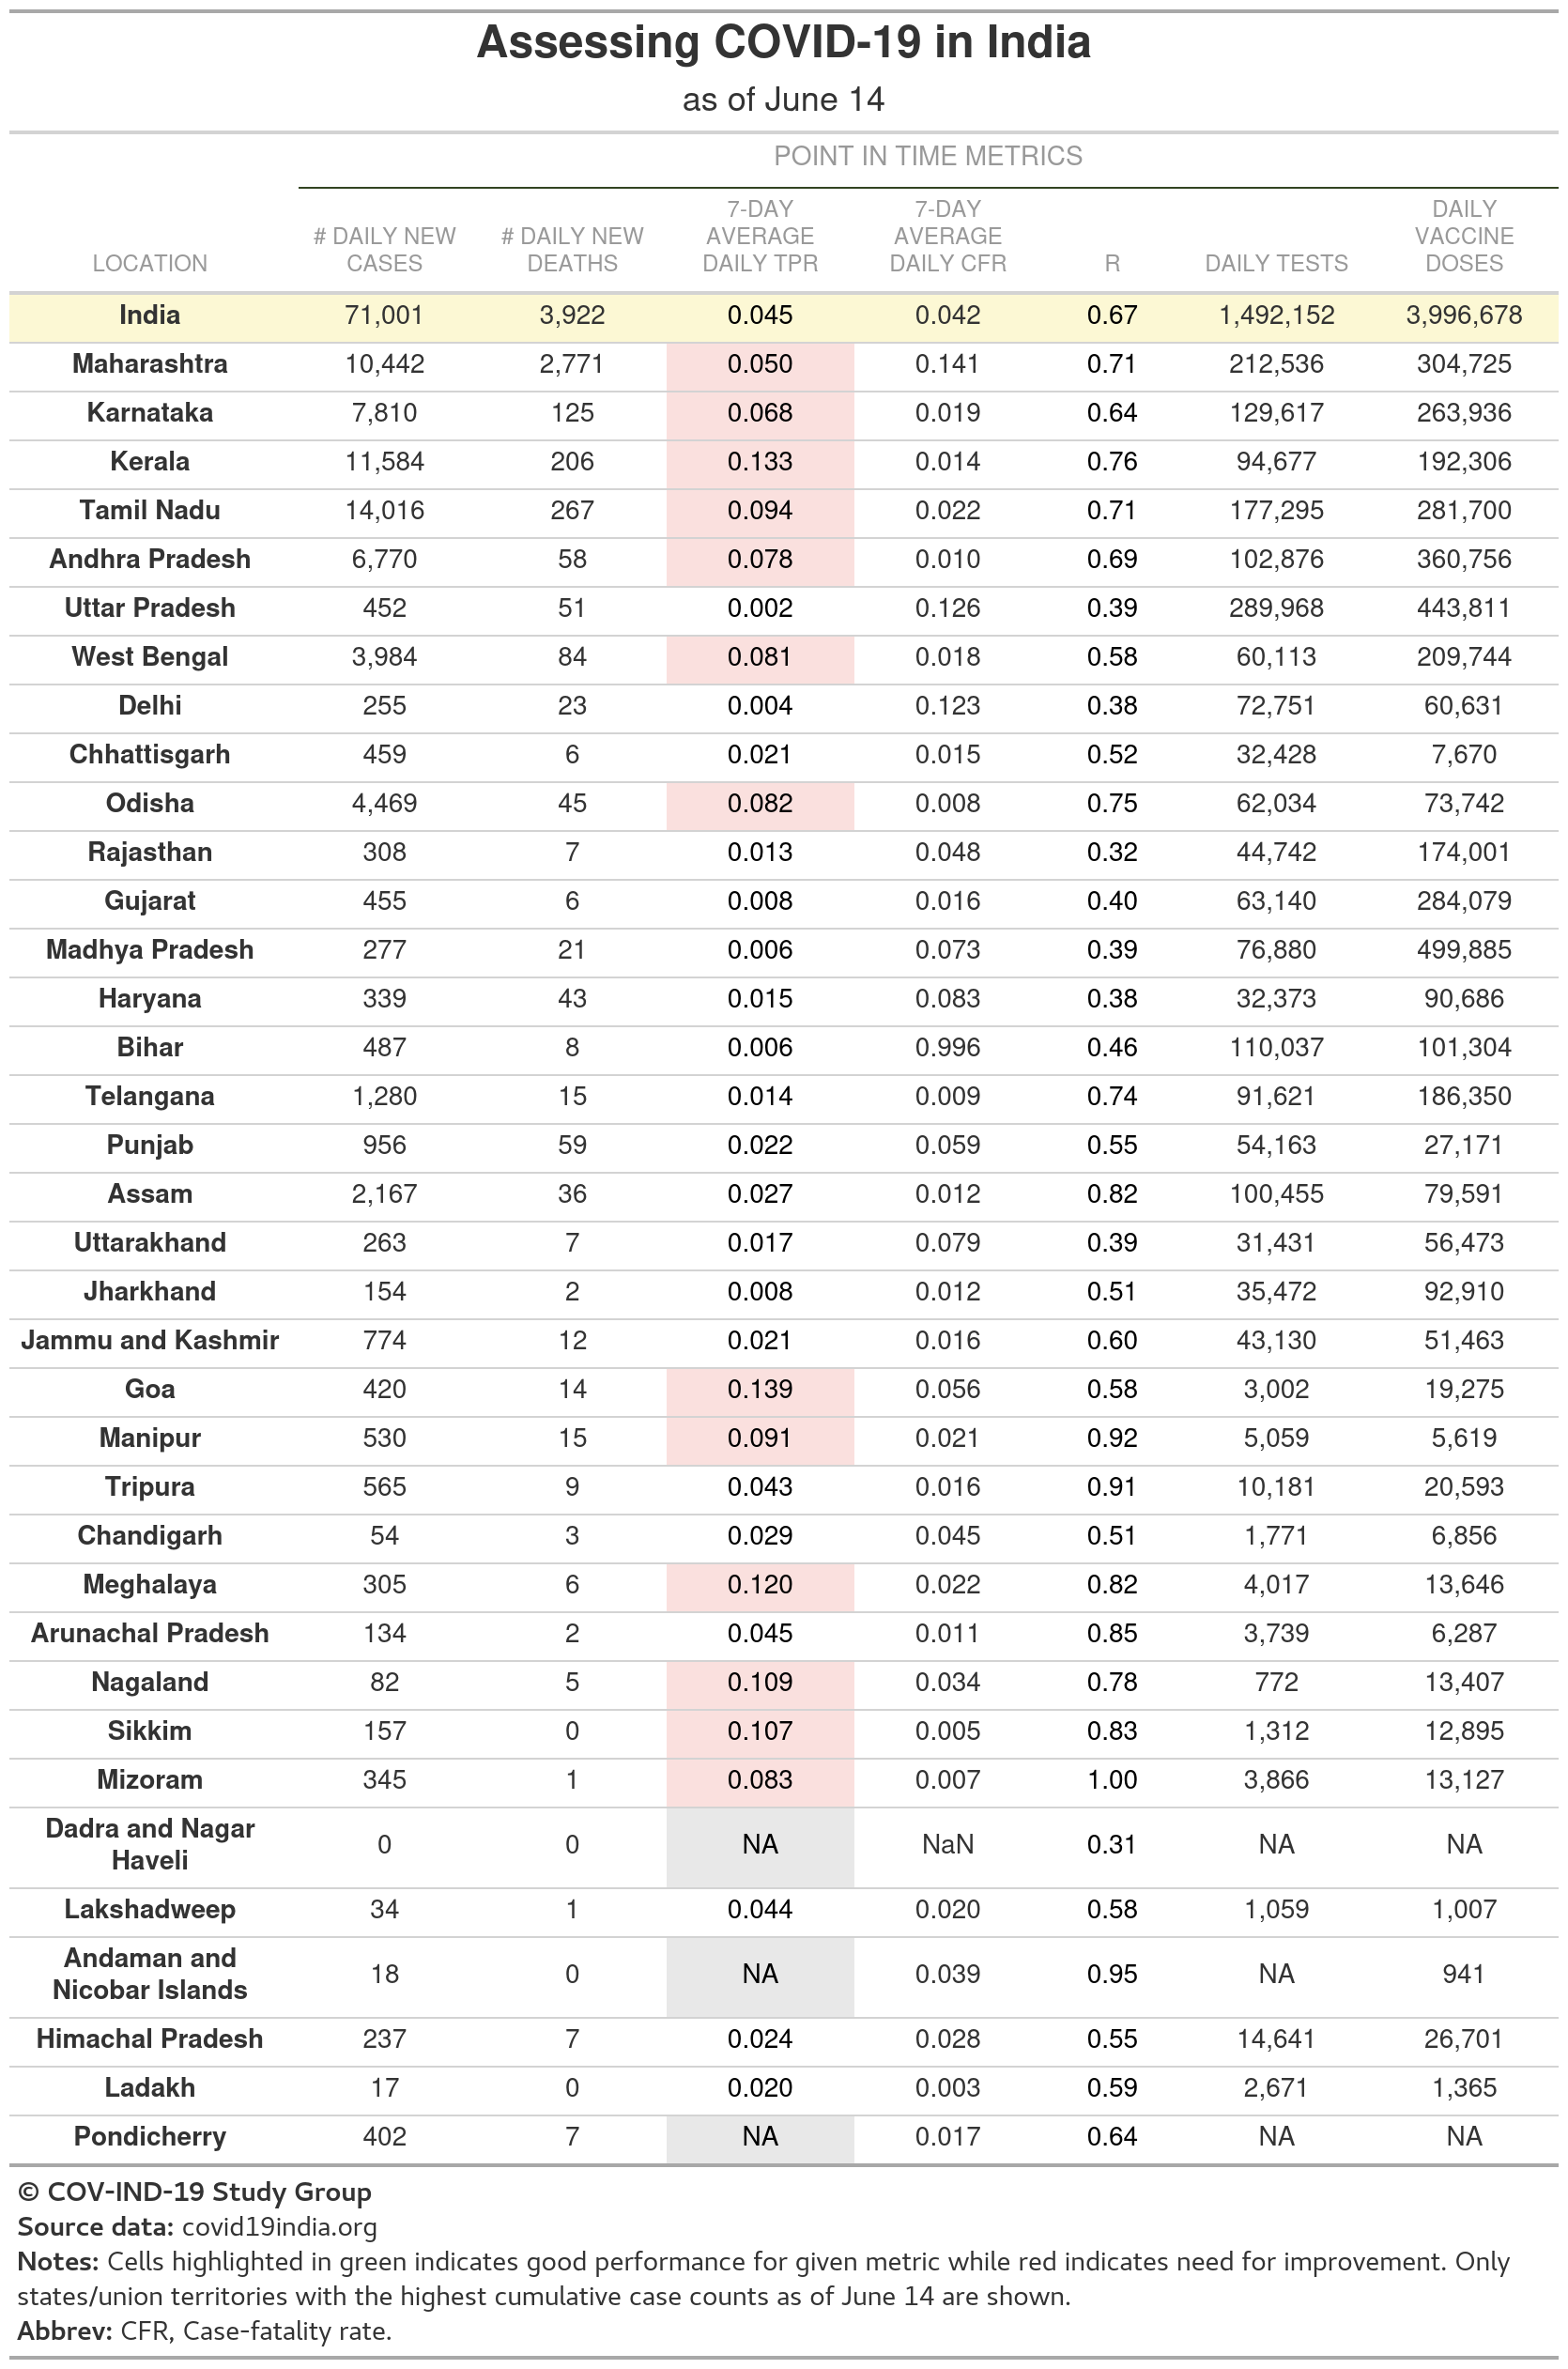 Assessing COVID-19 in India
as of June 14
POINT IN TIME METRICS
LOCATION # DAILY NEW CASES # DAILY NEW DEATHS 7-DAY AVERAGE DAILY TPR 7-DAY AVERAGE DAILY CFR R DAILY TESTS DAILY VACCINE DOSES
India 71,001 3,922 0.045 0.042 0.67 1,492,152 3,996,678
Maharashtra 10,442 2,771 0.050 0.141 0.71 212,536 304,725
Karnataka 7,810 125 0.068 0.019 0.64 129,617 263,936
Kerala 11,584 206 0.133 0.014 0.76 94,677 192,306
Tamil Nadu 14,016 267 0.094 0.022 0.71 177,295 281,700
Andhra Pradesh 6,770 58 0.078 0.010 0.69 102,876 360,756
Uttar Pradesh 452 51 0.002 0.126 0.39 289,968 443,811
West Bengal 3,984 84 0.081 0.018 0.58 60,113 209,744
Delhi 255 23 0.004 0.123 0.38 72,751 60,631
Chhattisgarh 459 6 0.021 0.015 0.52 32,428 7,670
Odisha 4,469 45 0.082 0.008 0.75 62,034 73,742
Rajasthan 308 7 0.013 0.048 0.32 44,742 174,001
Gujarat 455 6 0.008 0.016 0.40 63,140 284,079
Madhya Pradesh 277 21 0.006 0.073 0.39 76,880 499,885
Haryana 339 43 0.015 0.083 0.38 32,373 90,686
Bihar 487 8 0.006 0.996 0.46 110,037 101,304
Telangana 1,280 15 0.014 0.009 0.74 91,621 186,350
Punjab 956 59 0.022 0.059 0.55 54,163 27,171
Assam 2,167 36 0.027 0.012 0.82 100,455 79,591
Uttarakhand 263 7 0.017 0.079 0.39 31,431 56,473
Jharkhand 154 2 0.008 0.012 0.51 35,472 92,910
Jammu and Kashmir 774 12 0.021 0.016 0.60 43,130 51,463
Goa 420 14 0.139 0.056 0.58 3,002 19,275
Manipur 530 15 0.091 0.021 0.92 5,059 5,619
Tripura 565 9 0.043 0.016 0.91 10,181 20,593
Chandigarh 54 3 0.029 0.045 0.51 1,771 6,856
Meghalaya 305 6 0.120 0.022 0.82 4,017 13,646
Arunachal Pradesh 134 2 0.045 0.011 0.85 3,739 6,287
Nagaland 82 5 0.109 0.034 0.78 772 13,407
Sikkim 157 0 0.107 0.005 0.83 1,312 12,895
Mizoram 345 1 0.083 0.007 1.00 3,866 13,127
Dadra and Nagar Haveli 0 0 NA NaN 0.31 NA NA
Lakshadweep 34 1 0.044 0.020 0.58 1,059 1,007
Andaman and Nicobar Islands 18 0 NA 0.039 0.95 NA 941
Himachal Pradesh 237 7 0.024 0.028 0.55 14,641 26,701
Ladakh 17 0 0.020 0.003 0.59 2,671 1,365
Pondicherry 402 7 NA 0.017 0.64 NA NA
© COV-IND-19 Study Group
Source data: covid19india.org
Notes: Cells highlighted in green indicates good performance for given metric while red indicates need for improvement. Only
states/union territories with the highest cumulative case counts as of June 14 are shown.
Abbrev: CFR, Case-fatality rate.